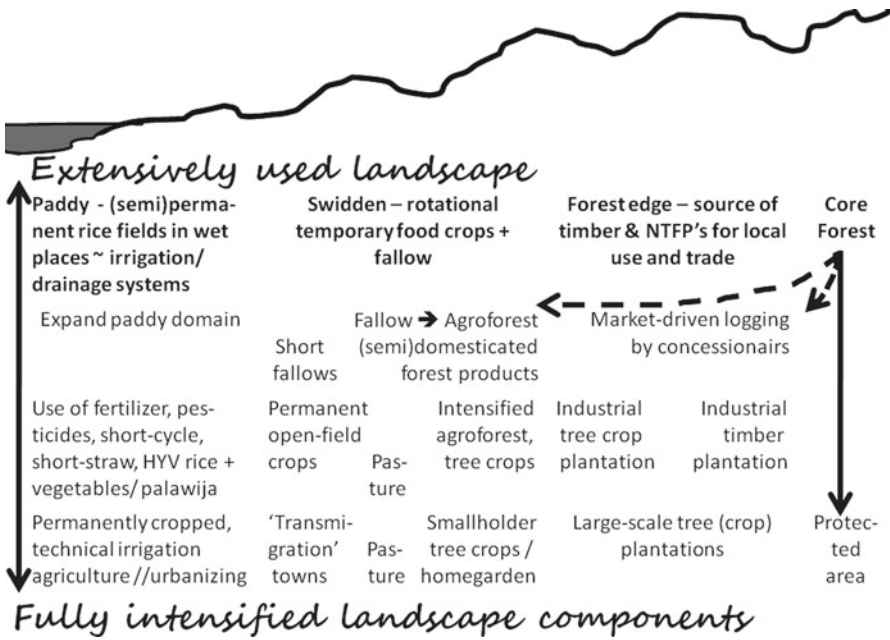 Extensively used landscape
Paddy - (semi)perma-
nent rice fields in wet
places ~ irrigation/
drainage systems
Swidden – rotational
temporary food crops +
fallow
Forest edge – source of
timber & NTFP's for local
use and trade
Core
Forest
Expand paddy domain
Short
fallows
Fallow ➔ Agroforest
(semi)domesticated
forest products
Market-driven logging
by concessionairs
Use of fertilizer, pes-
ticides, short-cycle,
short-straw, HYV rice +
vegetables/ palawija
Permanent
open-field
crops
Pas-
ture
Intensified
agroforest,
tree crops
Industrial
tree crop
plantation
Industrial
timber
plantation
Permanently cropped,
technical irrigation
agriculture //urbanizing
'Transmi-
gration'
towns
Pas-
ture
Smallholder
tree crops /
homegarden
Large-scale tree (crop)
plantations
Protec-
ted
area
Fully intensified landscape components